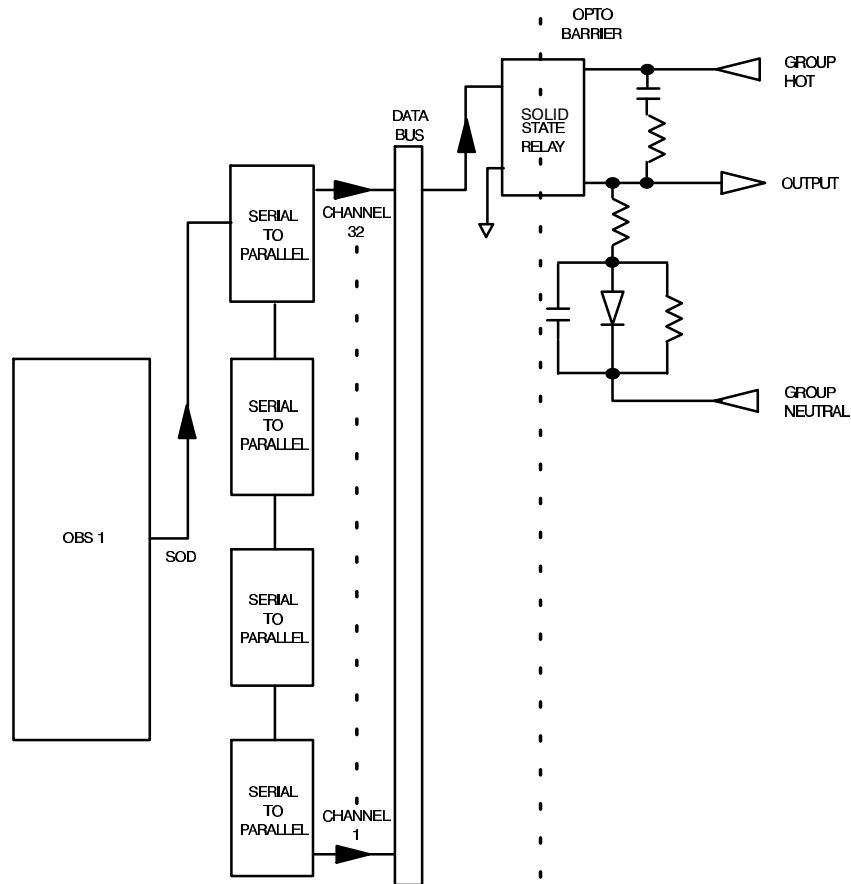 OPTO
BARRIER
GROUP
HOT
DATA
BUS
SOLID
STATE
RELAY
OUTPUT
SERIAL
TO
PARALLEL
CHANNEL
32
SERIAL
TO
PARALLEL
GROUP
NEUTRAL
OBS 1
SOD
SERIAL
TO
PARALLEL
SERIAL
TO
PARALLEL
CHANNEL
1